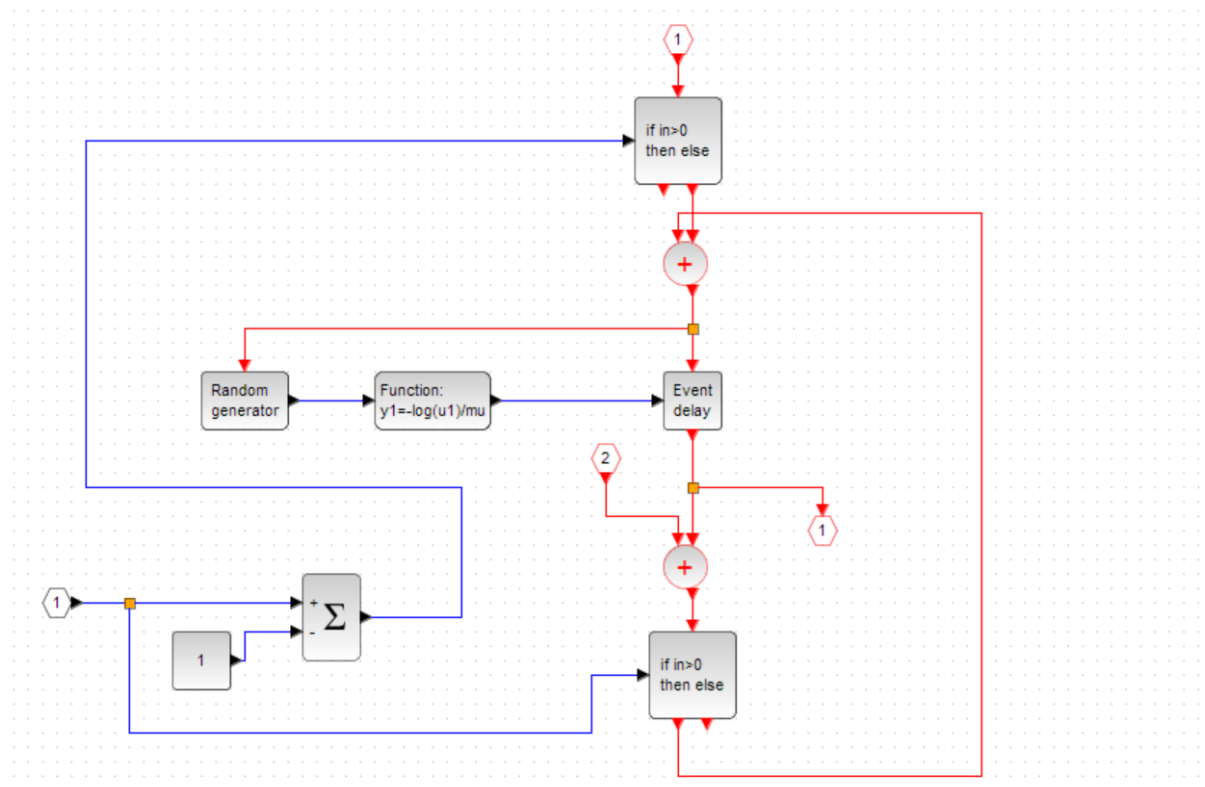 1
if in>0
then else
+
Random
generator
Function:
y1=-log(u1)/mu
Event
delay
2
1
+
1
+
-
Σ
1
if in>0
then else